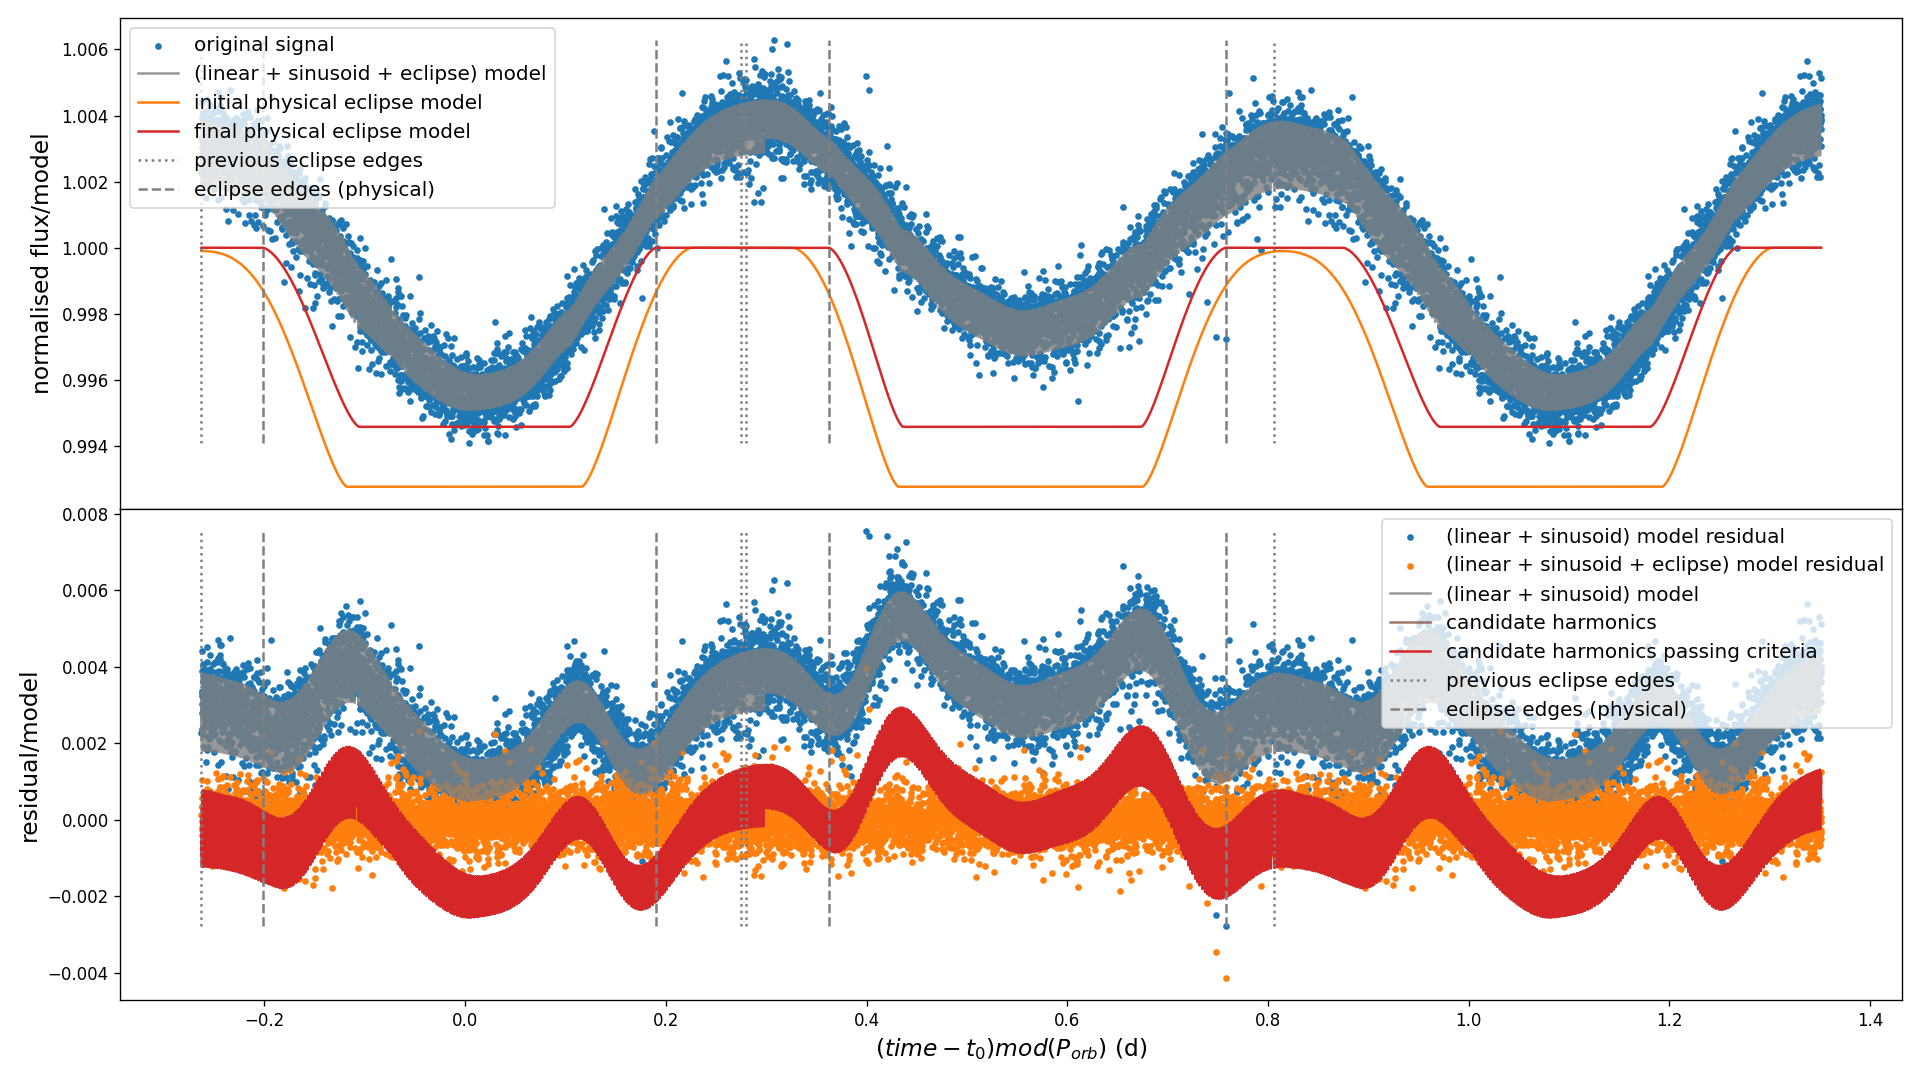 normalised flux/model
1.006
1.004
1.002
1.000
0.998
0.996
0.994
original signal
(linear + sinusoid + eclipse) model
initial physical eclipse model
final physical eclipse model
previous eclipse edges
eclipse edges (physical)
residual/model
0.008
0.006
0.004
0.002
0.000
−0.002
−0.004
(linear + sinusoid) model residual
(linear + sinusoid + eclipse) model residual
(linear + sinusoid) model
candidate harmonics
candidate harmonics passing criteria
previous eclipse edges
eclipse edges (physical)
−0.2 0.0 0.2 0.4 0.6 0.8 1.0 1.2 1.4
(time − t₀)mod(P_orb) (d)